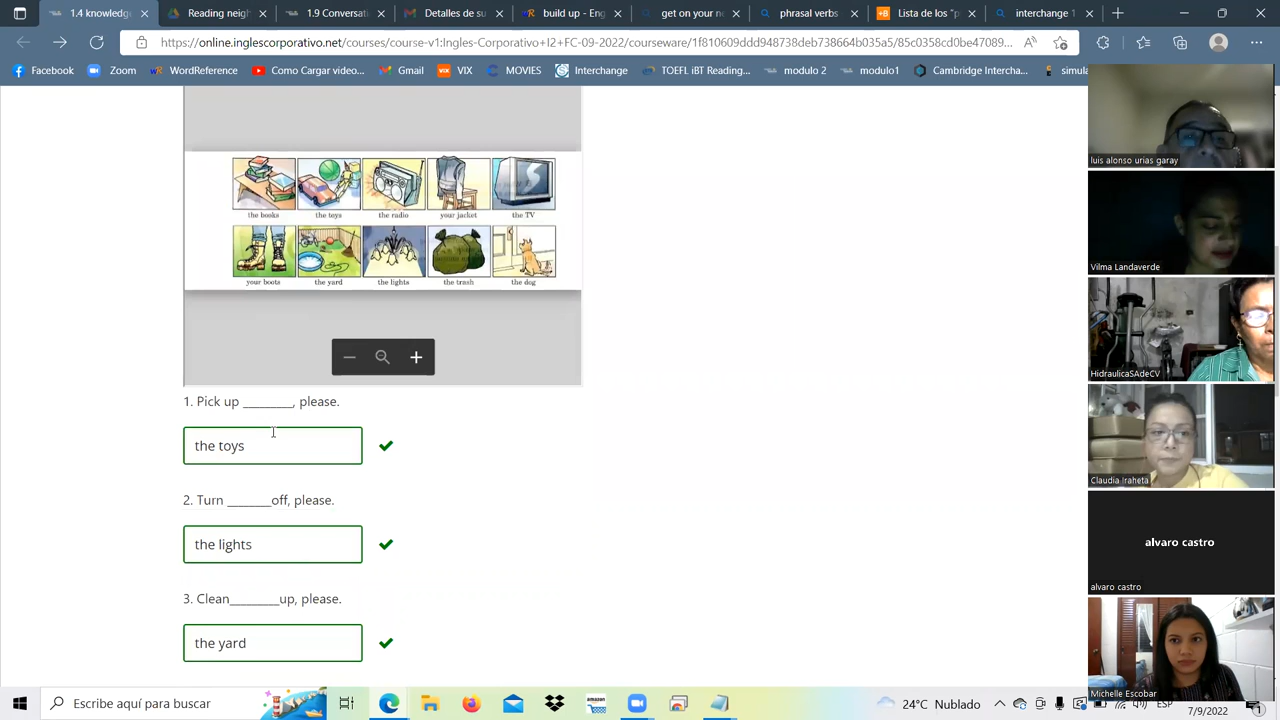 1.4 knowledg
1.9 Conversati
Detalles de su
build up - Eng
get on your n
phrasal verbs
Lista de los "p
interchange
https://online.inglescorporativo.net/courses/course-v1:Ingles-Corporativo+I2+FC-09-2022/courseware/1f810609ddd948738deb738664b035a5/85c0358cd0be47089...
Facebook
Zoom
WordReference
Como Cargar video...
Gmail
VIX
MOVIES
Interchange
TOEFL iBT Reading...
modulo 2
modulo1
Cambridge Intercha...
simula
the books
the toys
the radio
your jacket
the TV
your boots
the yard
the lights
the trash
the dog
1. Pick up ________, please.
the toys
2. Turn _______off, please.
the lights
3. Clean________up, please.
the yard
luis alonso urias garay
Vilma Landaverde
HidraulicaSAdeCV
Claudia Iraheta
alvaro castro
alvaro castro
Michelle Escobar
Escribe aquí para buscar
24°C Nublado
ESP
7/9/2022
1